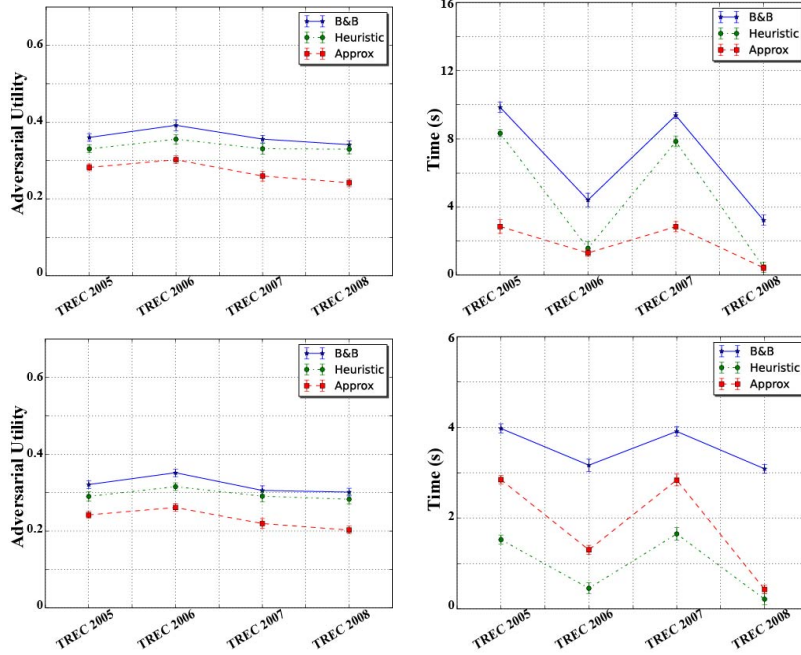 0.6
0.4
0.2
0
Adversarial Utility
B&B
Heuristic
Approx
TREC 2005
TREC 2006
TREC 2007
TREC 2008
16
12
8
4
0
Time (s)
B&B
Heuristic
Approx
TREC 2005
TREC 2006
TREC 2007
TREC 2008
0.6
0.4
0.2
0
Adversarial Utility
B&B
Heuristic
Approx
TREC 2005
TREC 2006
TREC 2007
TREC 2008
6
4
2
0
Time (s)
B&B
Heuristic
Approx
TREC 2005
TREC 2006
TREC 2007
TREC 2008